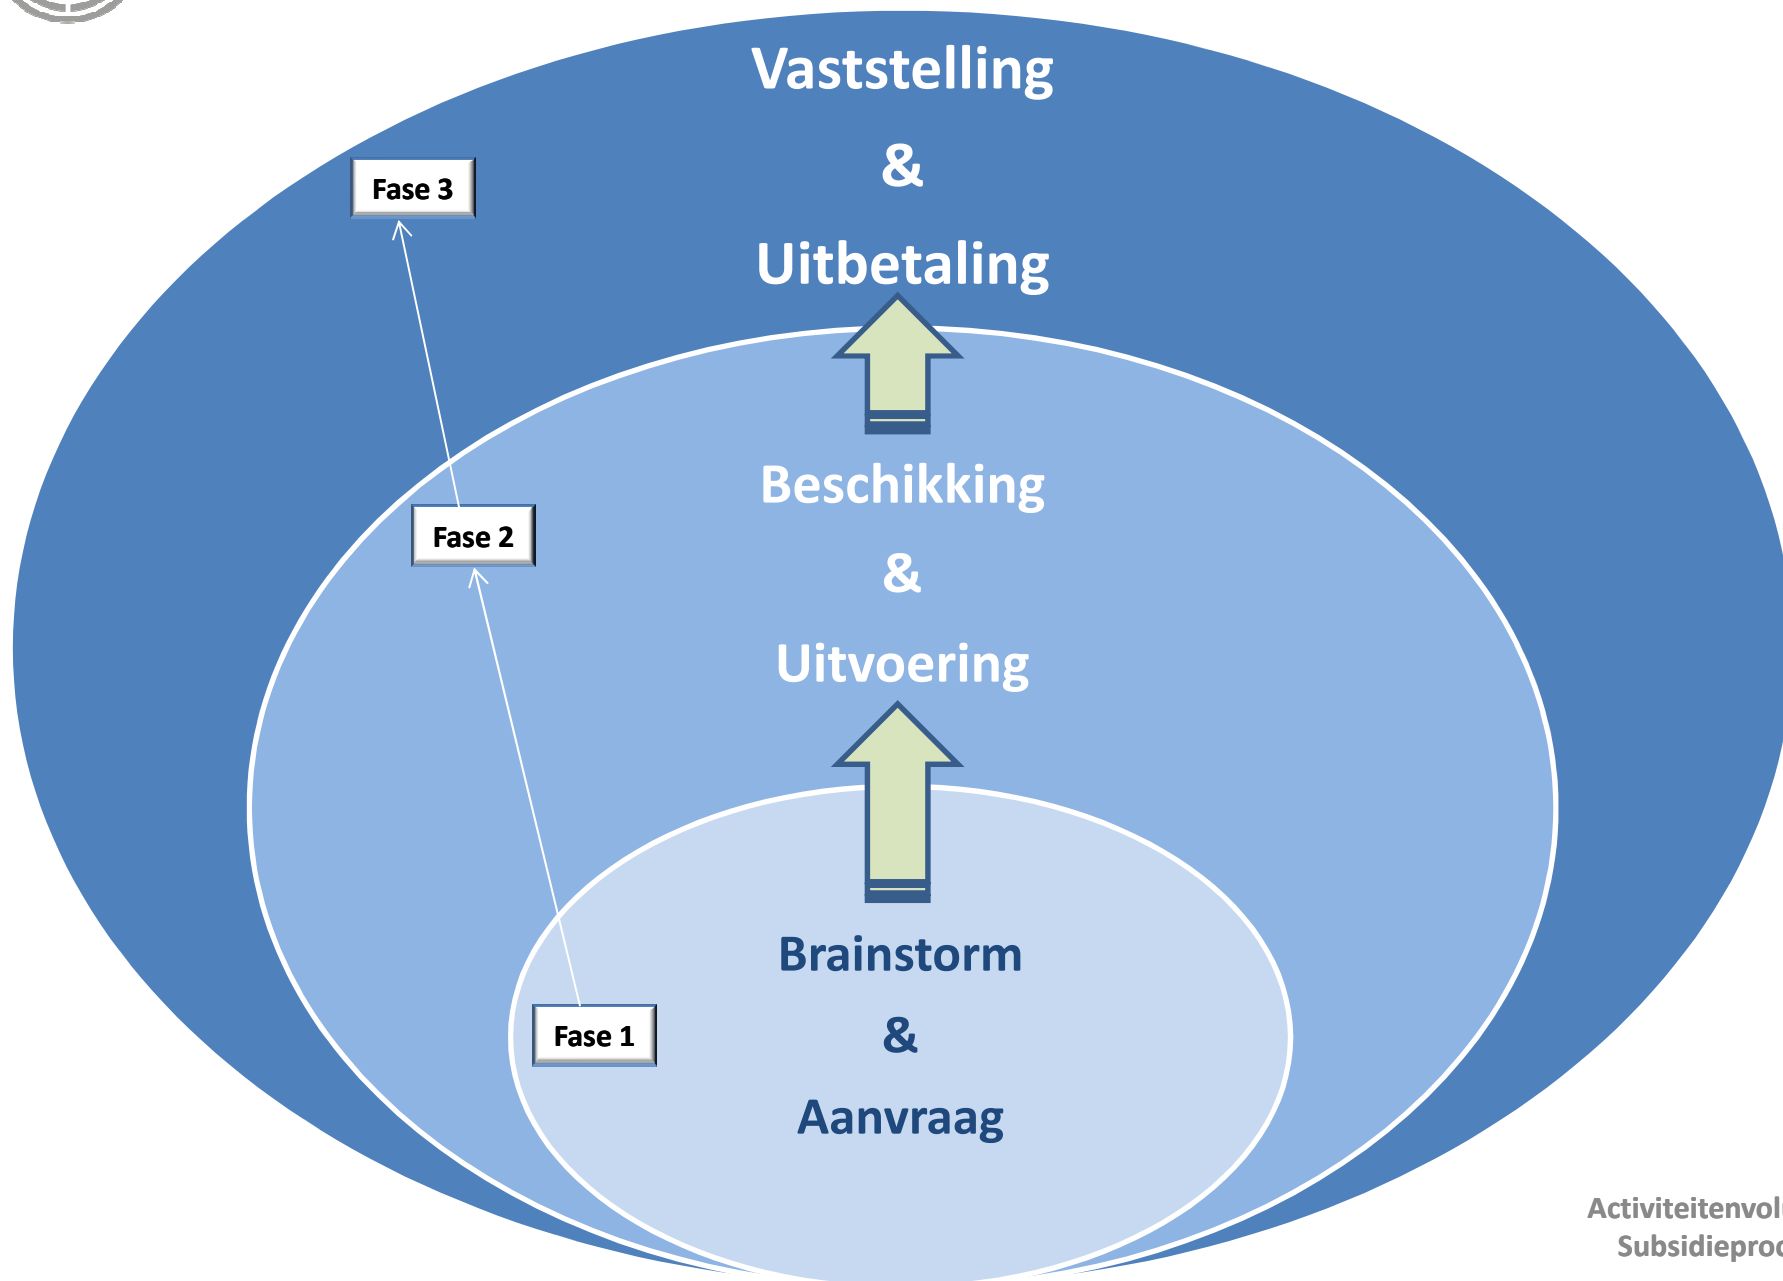 Vaststelling
&
Fase 3
Uitbetaling
Beschikking
Fase 2
&
Uitvoering
Brainstorm
Fase 1
&
Aanvraag